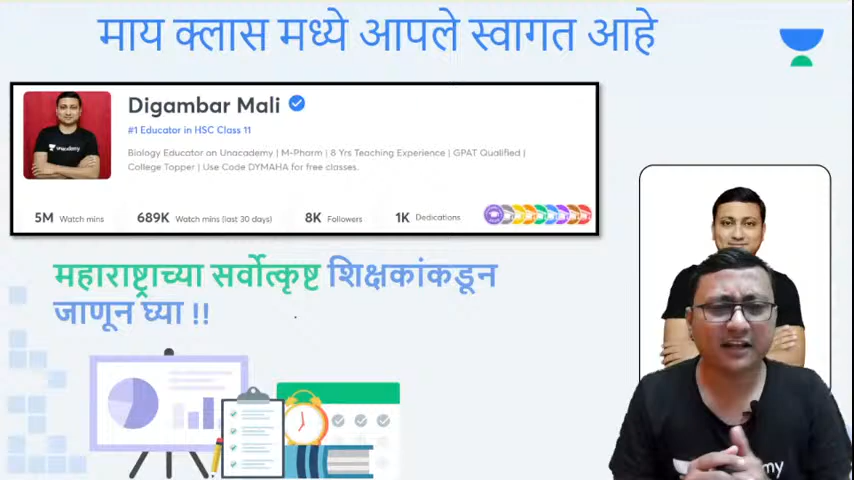 माय क्लास मध्ये आपले स्वागत आहे
Digambar Mali
#1 Educator in HSC Class 11
Biology Educator on Unacademy | M-Pharm | 8 Yrs Teaching Experience | GPAT Qualified |
College Topper | Use Code DYMAHA for free classes.
5M Watch mins 689K Watch mins (last 30 days) 8K Followers 1K Dedications
महाराष्ट्राच्या सर्वोत्कृष्ट शिक्षकांकडून
जाणून घ्या !!
unacademy